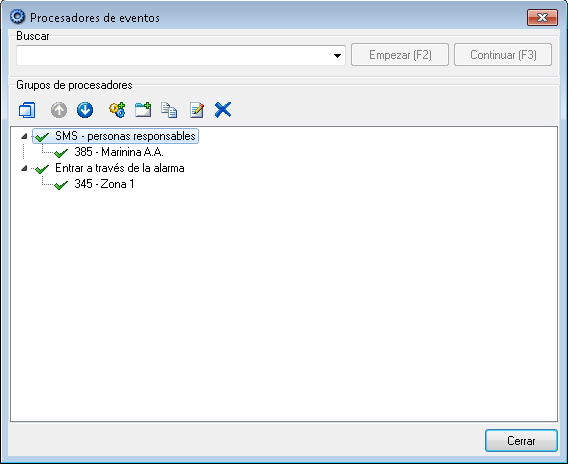 Procesadores de eventos
Buscar
Empezar (F2)
Continuar (F3)
Grupos de procesadores
SMS - personas responsables
385 - Marinina A.A.
Entrar a través de la alarma
345 - Zona 1
Cerrar